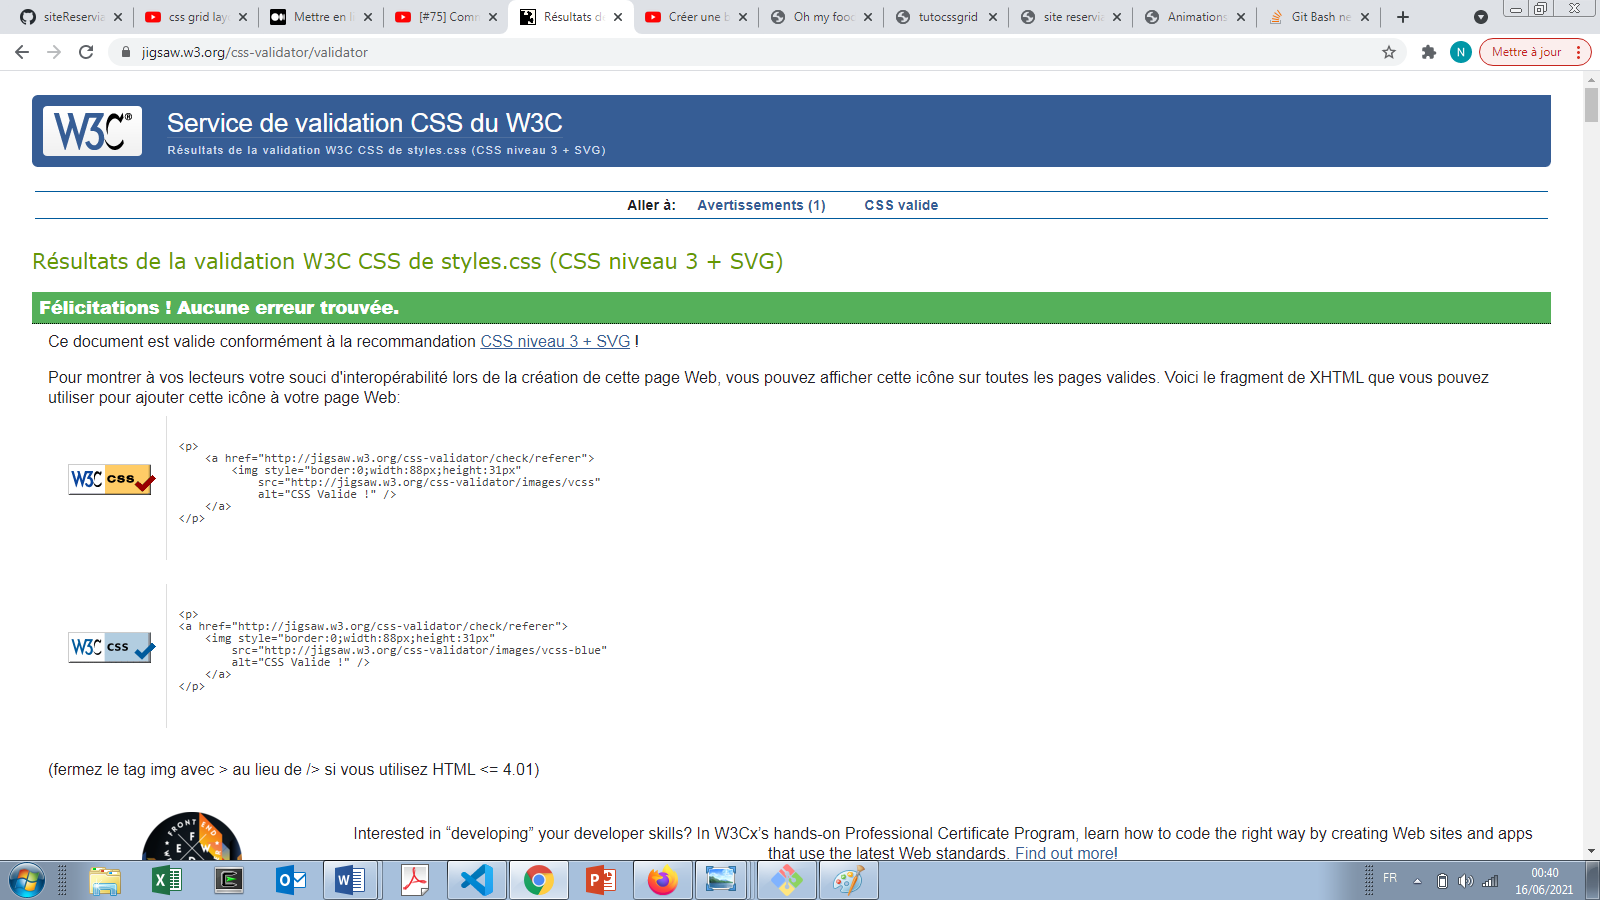 siteReservia
css grid layo
Mettre en li
[#75] Comm
Résultats de
Créer une b
Oh my food
tutocssgrid
site reservia
Animations
Git Bash ne
jigsaw.w3.org/css-validator/validator
N
Mettre à jour
W3C®
Service de validation CSS du W3C
Résultats de la validation W3C CSS de styles.css (CSS niveau 3 + SVG)
Aller à: Avertissements (1) CSS valide
Résultats de la validation W3C CSS de styles.css (CSS niveau 3 + SVG)
Félicitations ! Aucune erreur trouvée.
Ce document est valide conformément à la recommandation CSS niveau 3 + SVG !
Pour montrer à vos lecteurs votre souci d'interopérabilité lors de la création de cette page Web, vous pouvez afficher cette icône sur toutes les pages valides. Voici le fragment de XHTML que vous pouvez
utiliser pour ajouter cette icône à votre page Web:
W3C CSS
<p>
<a href="http://jigsaw.w3.org/css-validator/check/referer">
<img style="border:0;width:88px;height:31px"
src="http://jigsaw.w3.org/css-validator/images/vcss"
alt="CSS Valide !" />
</a>
</p>
W3C CSS
<p>
<a href="http://jigsaw.w3.org/css-validator/check/referer">
<img style="border:0;width:88px;height:31px"
src="http://jigsaw.w3.org/css-validator/images/vcss-blue"
alt="CSS Valide !" />
</a>
</p>
(fermez le tag img avec > au lieu de /> si vous utilisez HTML <= 4.01)
FRONT END
F
E
E
D
Interested in “developing” your developer skills? In W3Cx’s hands-on Professional Certificate Program, learn how to code the right way by creating Web sites and apps
that use the latest Web standards. Find out more!
FR
00:40
16/06/2021